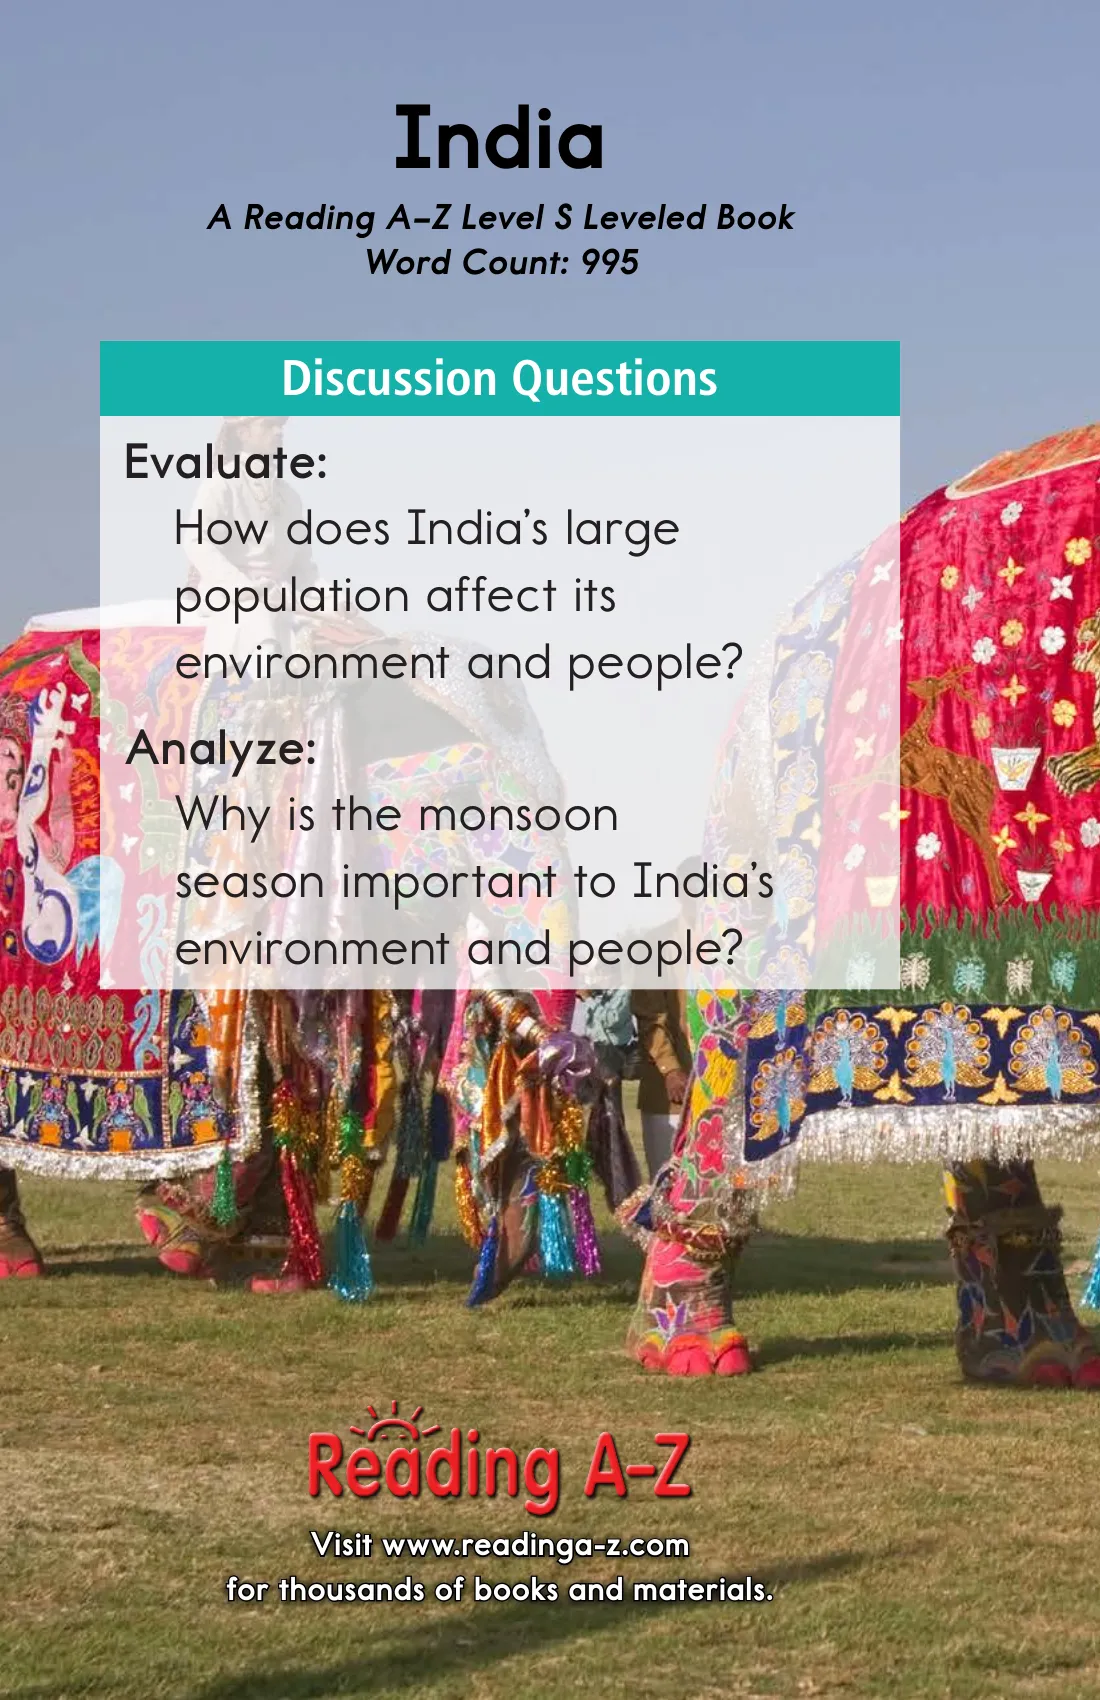 India
A Reading A–Z Level S Leveled Book
Word Count: 995
Discussion Questions
Evaluate:
How does India’s large
population affect its
environment and people?
Analyze:
Why is the monsoon
season important to India’s
environment and people?
Reading A–Z
Visit www.readinga-z.com
for thousands of books and materials.